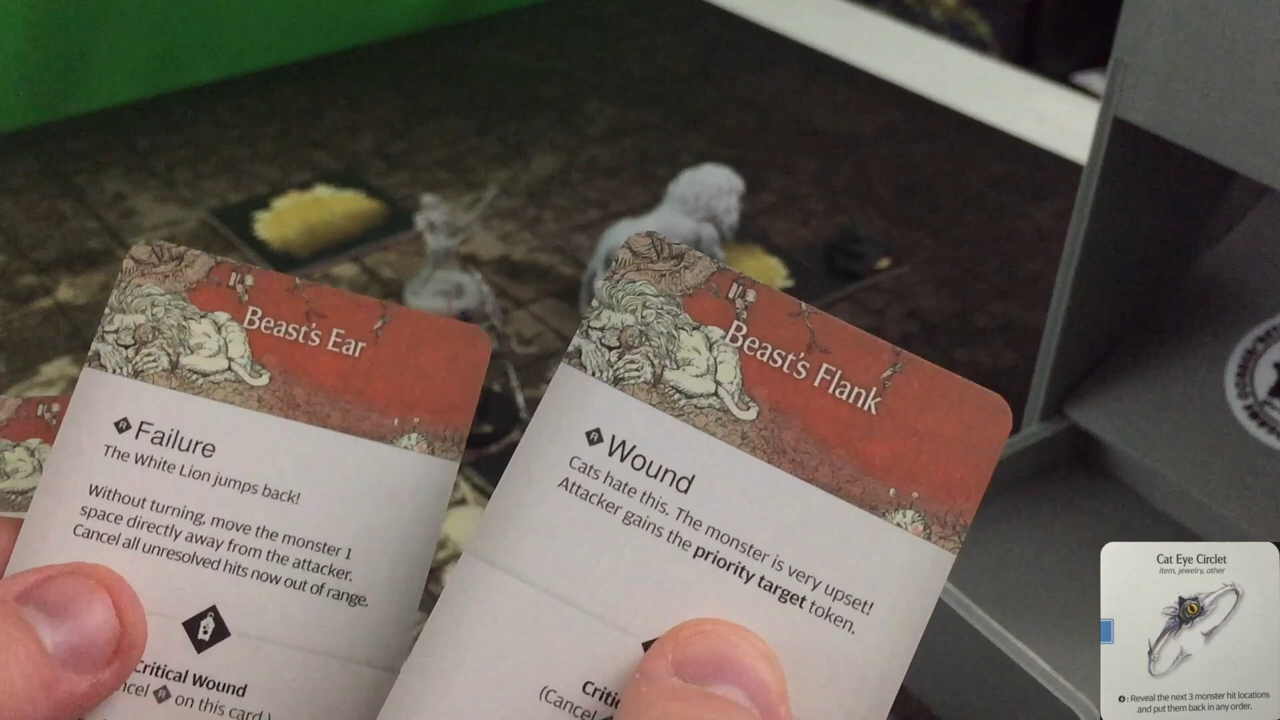 Beast's Ear
Failure
The White Lion jumps back!
Without turning, move the monster 1
space directly away from the attacker.
Cancel all unresolved hits now out of range.
Critical Wound
on this card.)
Beast's Flank
Wound
Cats hate this. The monster is very upset!
Attacker gains the priority target token.
(Cancel
Cat Eye Circlet
item, jewelry, other
: Reveal the next 3 monster hit locations
and put them back in any order.